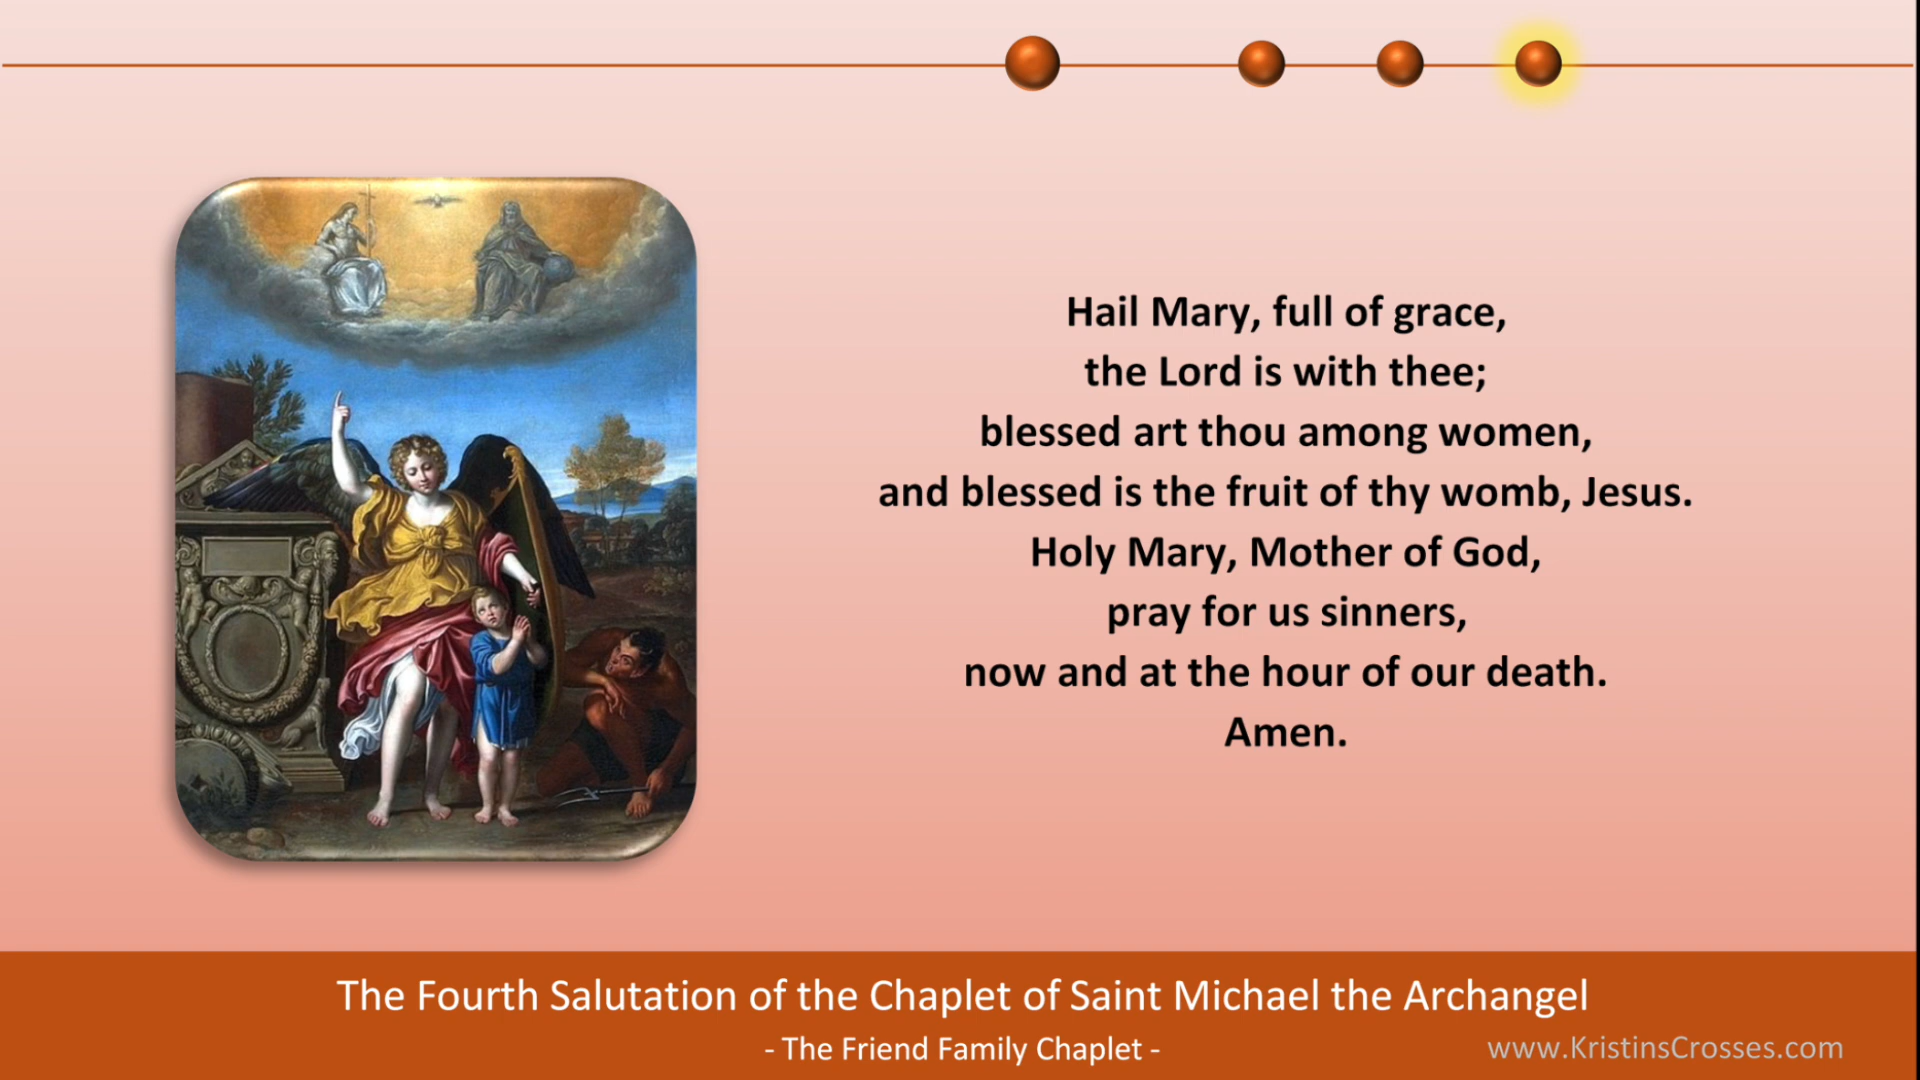 Hail Mary, full of grace,
the Lord is with thee;
blessed art thou among women,
and blessed is the fruit of thy womb, Jesus.
Holy Mary, Mother of God,
pray for us sinners,
now and at the hour of our death.
Amen.
The Fourth Salutation of the Chaplet of Saint Michael the Archangel
- The Friend Family Chaplet -
www.KristinsCrosses.com